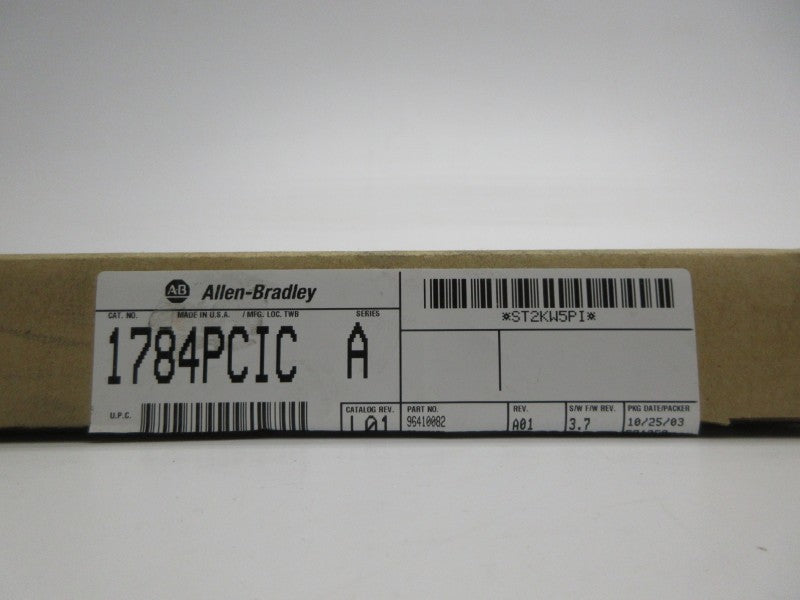 AB Allen-Bradley
CAT. NO. MADE IN U.S.A. / MFG. LOC. TWB SERIES
1784PCIC A
U.P.C.
CATALOG REV.
L01
*ST2KW5PI*
PART NO. REV. S/W F/W REV. PKG DATE/PACKER
96410082 A01 3.7 10/25/03